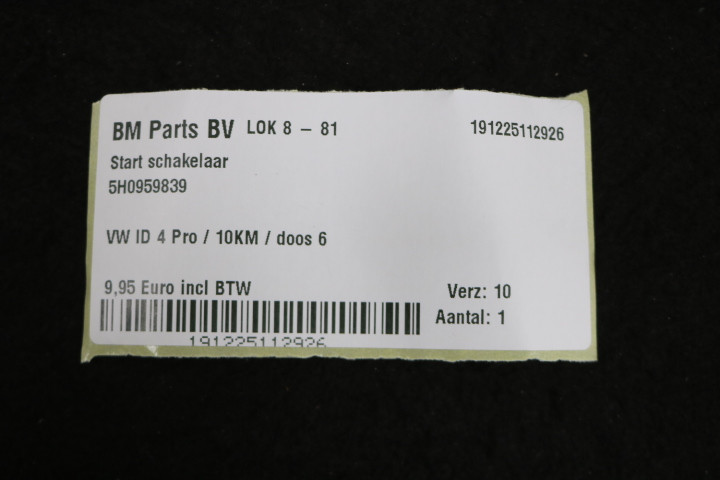 BM Parts BV LOK 8 - 81 191225112926
Start schakelaar
5H0959839
VW ID 4 Pro / 10KM / doos 6
9,95 Euro incl BTW Verz: 10
Aantal: 1
191225112926